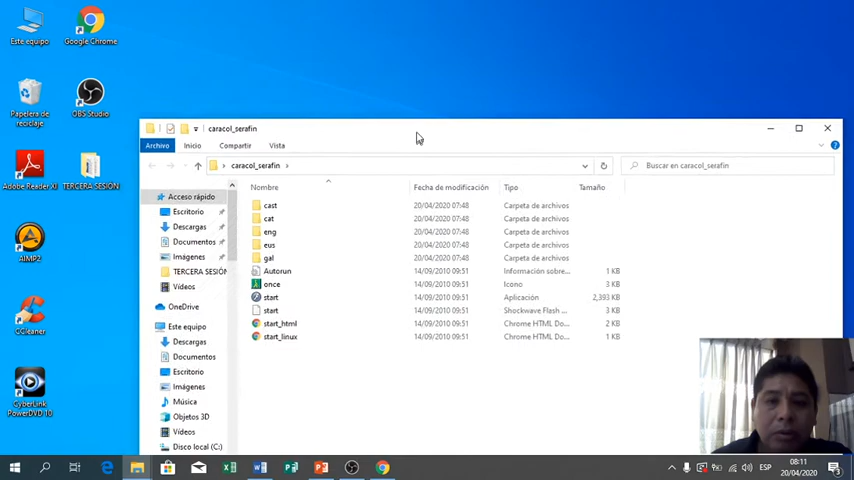 Este equipo
Google Chrome
Papelera de
reciclaje
OBS Studio
Adobe Reader XI
TERCERA SESIÓN
AIMP2
CCleaner
CyberLink
PowerDVD 10
caracol_serafin
Archivo
Inicio
Compartir
Vista
caracol_serafin
Buscar en caracol_serafin
Nombre
Fecha de modificación
Tipo
Tamaño
Acceso rápido
Escritorio
Descargas
Documentos
Imágenes
TERCERA SESIÓN
Vídeos
OneDrive
Este equipo
Descargas
Documentos
Escritorio
Imágenes
Música
Objetos 3D
Vídeos
Disco local (C:)
cast 20/04/2020 07:48 Carpeta de archivos
cat 20/04/2020 07:48 Carpeta de archivos
eng 20/04/2020 07:48 Carpeta de archivos
eus 20/04/2020 07:48 Carpeta de archivos
gal 20/04/2020 07:48 Carpeta de archivos
Autorun 14/09/2010 09:51 Información sobre... 1 KB
once 14/09/2010 09:51 Icono 3 KB
start 14/09/2010 09:51 Aplicación 2,393 KB
start 14/09/2010 09:51 Shockwave Flash ... 3 KB
start_html 14/09/2010 09:51 Chrome HTML Do... 2 KB
start_linux 14/09/2010 09:51 Chrome HTML Do... 1 KB
ESP
08:11
20/04/2020
3